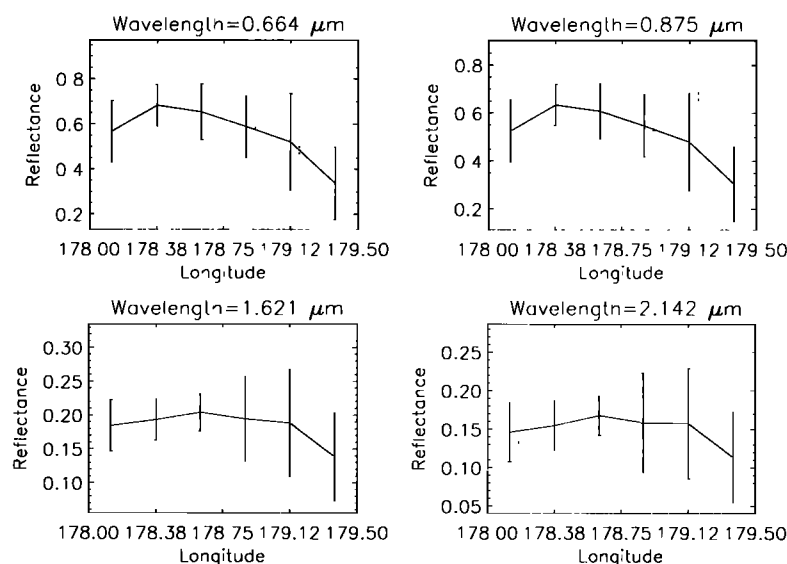 Wavelength=0.664 μm
Reflectance
0.8
0.6
0.4
0.2
178 00 178 38 178 75 179 12 179.50
Longitude
Wavelength=0.875 μm
Reflectance
0.8
0.6
0.4
0.2
178 00 178.38 178.75 179 12 179 50
Longitude
Wavelength=1.621 μm
Reflectance
0.30
0.25
0.20
0.15
0.10
178.00 178.38 178 75 179.12 179.50
Longitude
Wavelength=2.142 μm
Reflectance
0.25
0.20
0.15
0.10
0.05
178 00 178.38 178.75 179 12 179.50
Longitude